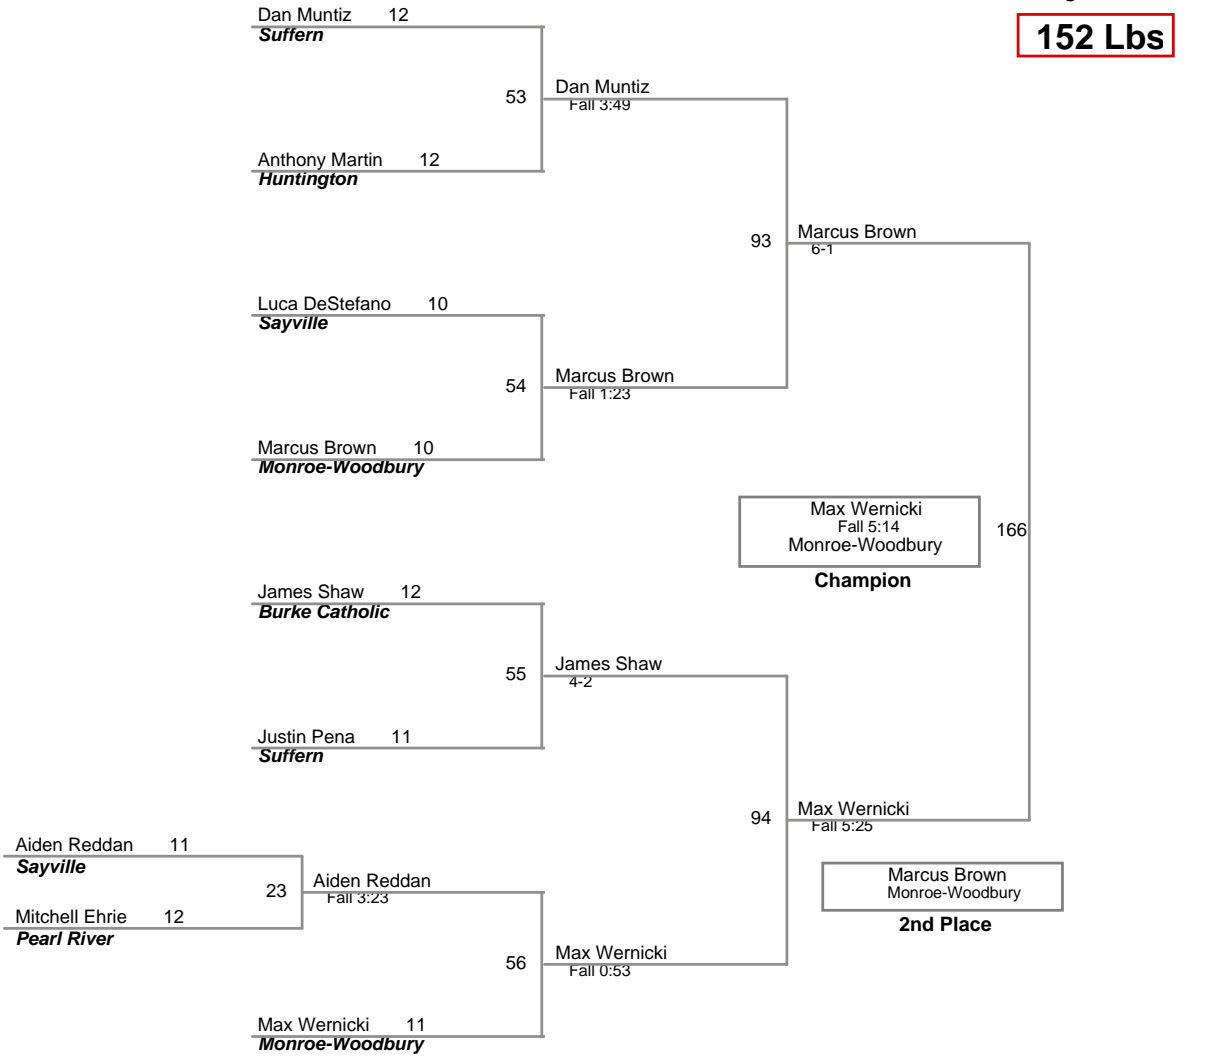 Dan Muntiz 12
Suffern
152 Lbs
53
Dan Muntiz
Fall 3:49
Anthony Martin 12
Huntington
93
Marcus Brown
6-1
Luca DeStefano 10
Sayville
54
Marcus Brown
Fall 1:23
Marcus Brown 10
Monroe-Woodbury
Max Wernicki
Fall 5:14
Monroe-Woodbury
166
Champion
James Shaw 12
Burke Catholic
55
James Shaw
4-2
Justin Pena 11
Suffern
94
Max Wernicki
Fall 5:25
Aiden Reddan 11
Sayville
23
Aiden Reddan
Fall 3:23
Mitchell Ehrie 12
Pearl River
Marcus Brown
Monroe-Woodbury
2nd Place
56
Max Wernicki
Fall 0:53
Max Wernicki 11
Monroe-Woodbury